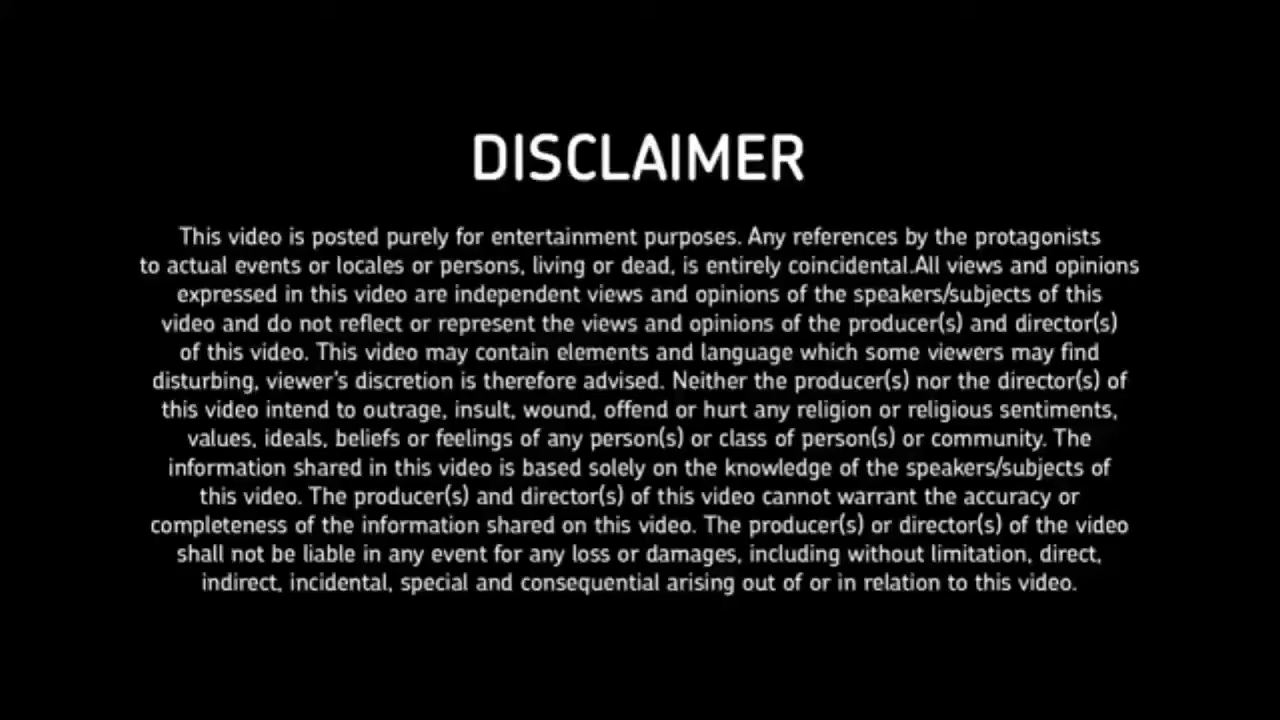 DISCLAIMER
This video is posted purely for entertainment purposes. Any references by the protagonists
to actual events or locales or persons, living or dead, is entirely coincidental.All views and opinions
expressed in this video are independent views and opinions of the speakers/subjects of this
video and do not reflect or represent the views and opinions of the producer(s) and director(s)
of this video. This video may contain elements and language which some viewers may find
disturbing, viewer's discretion is therefore advised. Neither the producer(s) nor the director(s) of
this video intend to outrage, insult, wound, offend or hurt any religion or religious sentiments,
values, ideals, beliefs or feelings of any person(s) or class of person(s) or community. The
information shared in this video is based solely on the knowledge of the speakers/subjects of
this video. The producer(s) and director(s) of this video cannot warrant the accuracy or
completeness of the information shared on this video. The producer(s) or director(s) of the video
shall not be liable in any event for any loss or damages, including without limitation, direct,
indirect, incidental, special and consequential arising out of or in relation to this video.